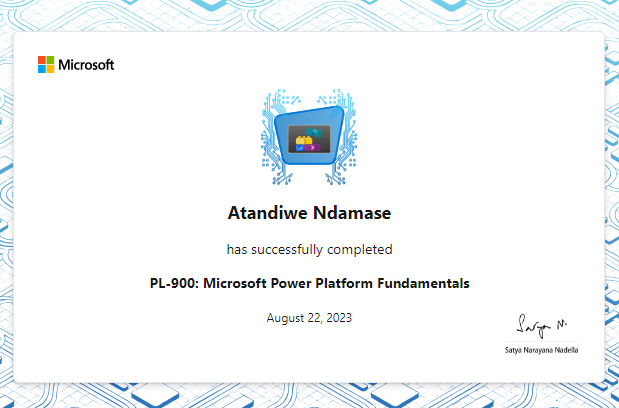 Microsoft
Atandiwe Ndamase
has successfully completed
PL-900: Microsoft Power Platform Fundamentals
August 22, 2023
Satya N.
Satya Narayana Nadella